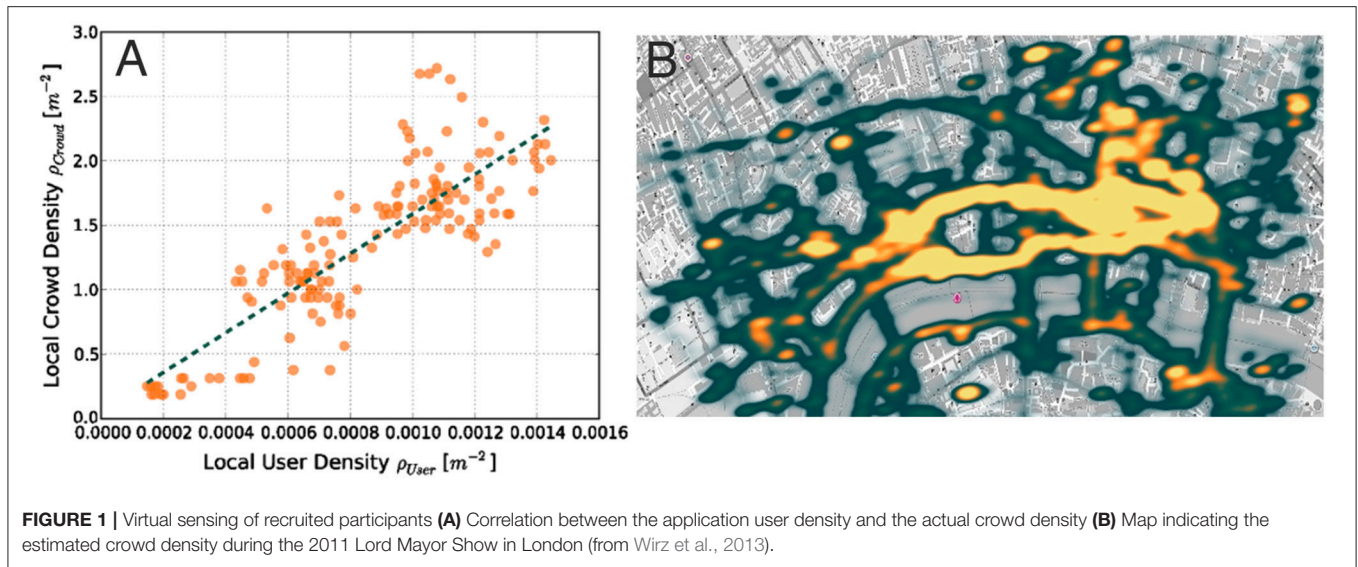 A
3.0
2.5
2.0
1.5
1.0
0.5
0.0
Local Crowd Density ρCrowd [m−2]
0.0000 0.0002 0.0004 0.0006 0.0008 0.0010 0.0012 0.0014 0.0016
Local User Density ρUser [m−2]
B
FIGURE 1 | Virtual sensing of recruited participants (A) Correlation between the application user density and the actual crowd density (B) Map indicating the
estimated crowd density during the 2011 Lord Mayor Show in London (from Wirz et al., 2013).